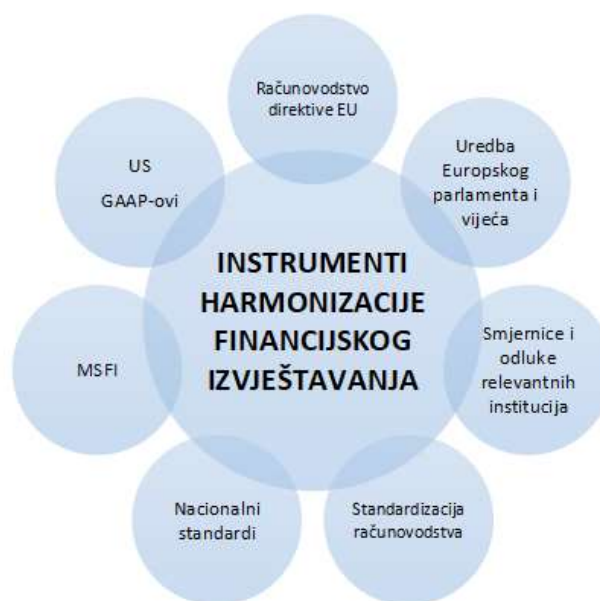 Računovodstvo
direktive EU
Uredba
Europskog
parlamenta i
vijeća
Smjernice i
odluke
relevantnih
institucija
Standardizacija
računovodstva
Nacionalni
standardi
MSFI
US
GAAP-ovi
INSTRUMENTI
HARMONIZACIJE
FINANCIJSKOG
IZVJEŠTAVANJA